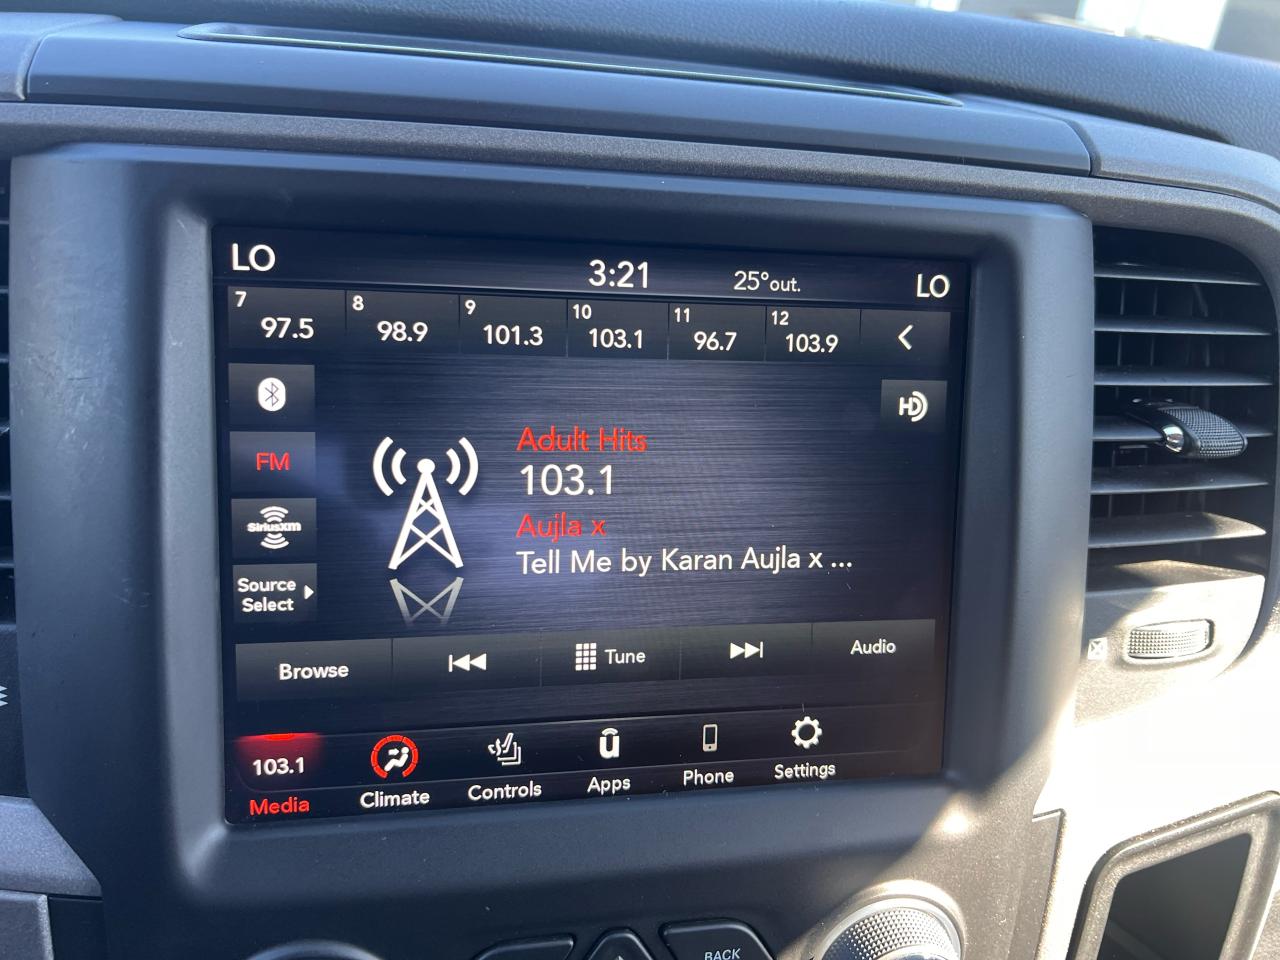 LO 3:21 25°out. LO
7 8 9 10 11 12
97.5 98.9 101.3 103.1 96.7 103.9
HD
Adult Hits
103.1
FM
Aujla x
SiriusXM
Tell Me by Karan Aujla x ...
Source
Select
Browse Tune Audio
103.1
Media Climate Controls Apps Phone Settings
BACK